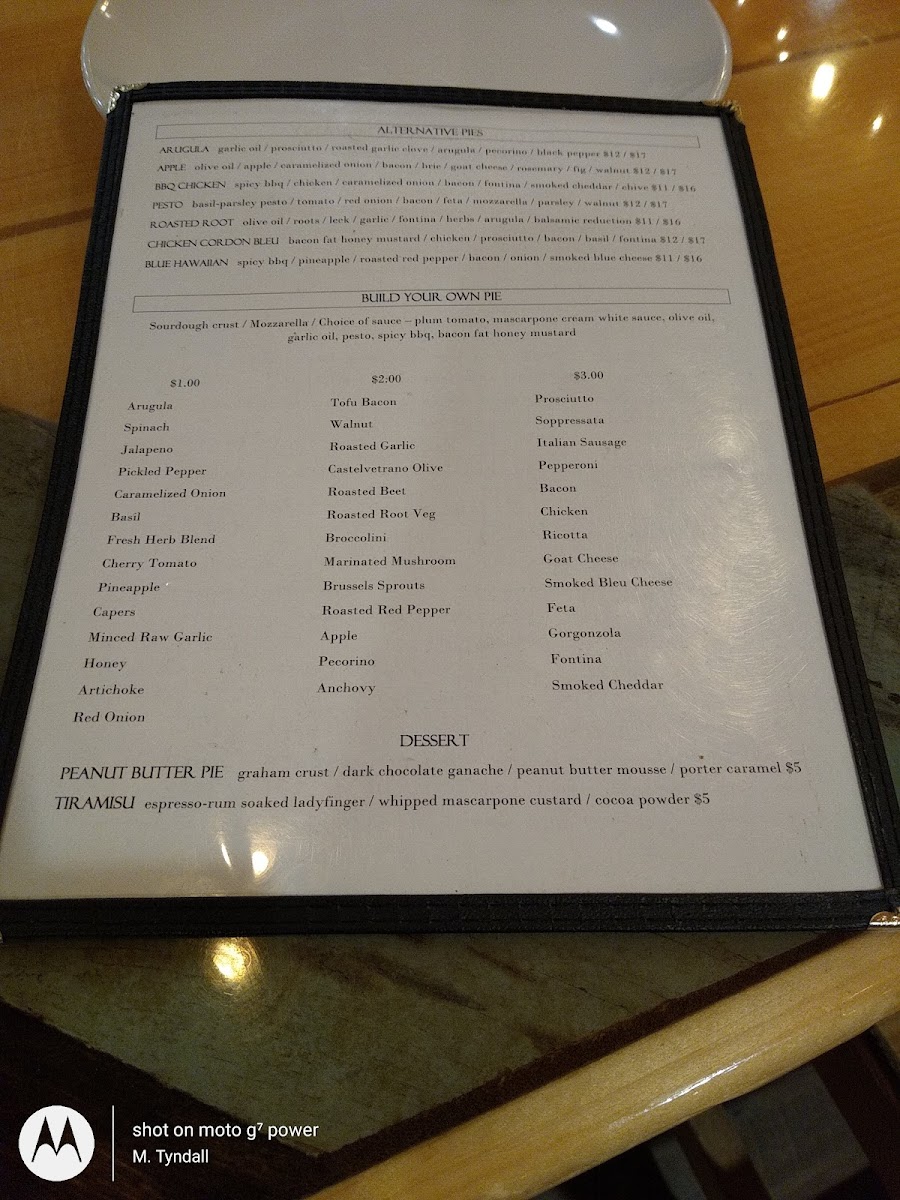 ALTERNATIVE PIES
ARUGULA garlic oil / prosciutto / roasted garlic clove / arugula / pecorino / black pepper $12 / $17
APPLE olive oil / apple / caramelized onion / bacon / brie / goat cheese / rosemary / fig / walnut $12 / $17
BBQ CHICKEN spicy bbq / chicken / caramelized onion / bacon / fontina / smoked cheddar / chive $11 / $16
PESTO basil-parsley pesto / tomato / red onion / bacon / feta / mozzarella / parsley / walnut $12 / $17
ROASTED ROOT olive oil / roots / leek / garlic / fontina / herbs / arugula / balsamic reduction $11 / $16
CHICKEN CORDON BLEU bacon fat honey mustard / chicken / prosciutto / bacon / basil / fontina $12 / $17
BLUE HAWAIIAN spicy bbq / pineapple / roasted red pepper / bacon / onion / smoked blue cheese $11 / $16
BUILD YOUR OWN PIE
Sourdough crust / Mozzarella / Choice of sauce – plum tomato, mascarpone cream white sauce, olive oil,
garlic oil, pesto, spicy bbq, bacon fat honey mustard
$1.00
Arugula
Spinach
Jalapeno
Pickled Pepper
Caramelized Onion
Basil
Fresh Herb Blend
Cherry Tomato
Pineapple
Capers
Minced Raw Garlic
Honey
Artichoke
Red Onion
$2:00
Tofu Bacon
Walnut
Roasted Garlic
Castelvetrano Olive
Roasted Beet
Roasted Root Veg
Broccolini
Marinated Mushroom
Brussels Sprouts
Roasted Red Pepper
Apple
Pecorino
Anchovy
$3.00
Prosciutto
Soppressata
Italian Sausage
Pepperoni
Bacon
Chicken
Ricotta
Goat Cheese
Smoked Bleu Cheese
Feta
Gorgonzola
Fontina
Smoked Cheddar
DESSERT
PEANUT BUTTER PIE graham crust / dark chocolate ganache / peanut butter mousse / porter caramel $5
TIRAMISU espresso-rum soaked ladyfinger / whipped mascarpone custard / cocoa powder $5
shot on moto g⁷ power
M. Tyndall